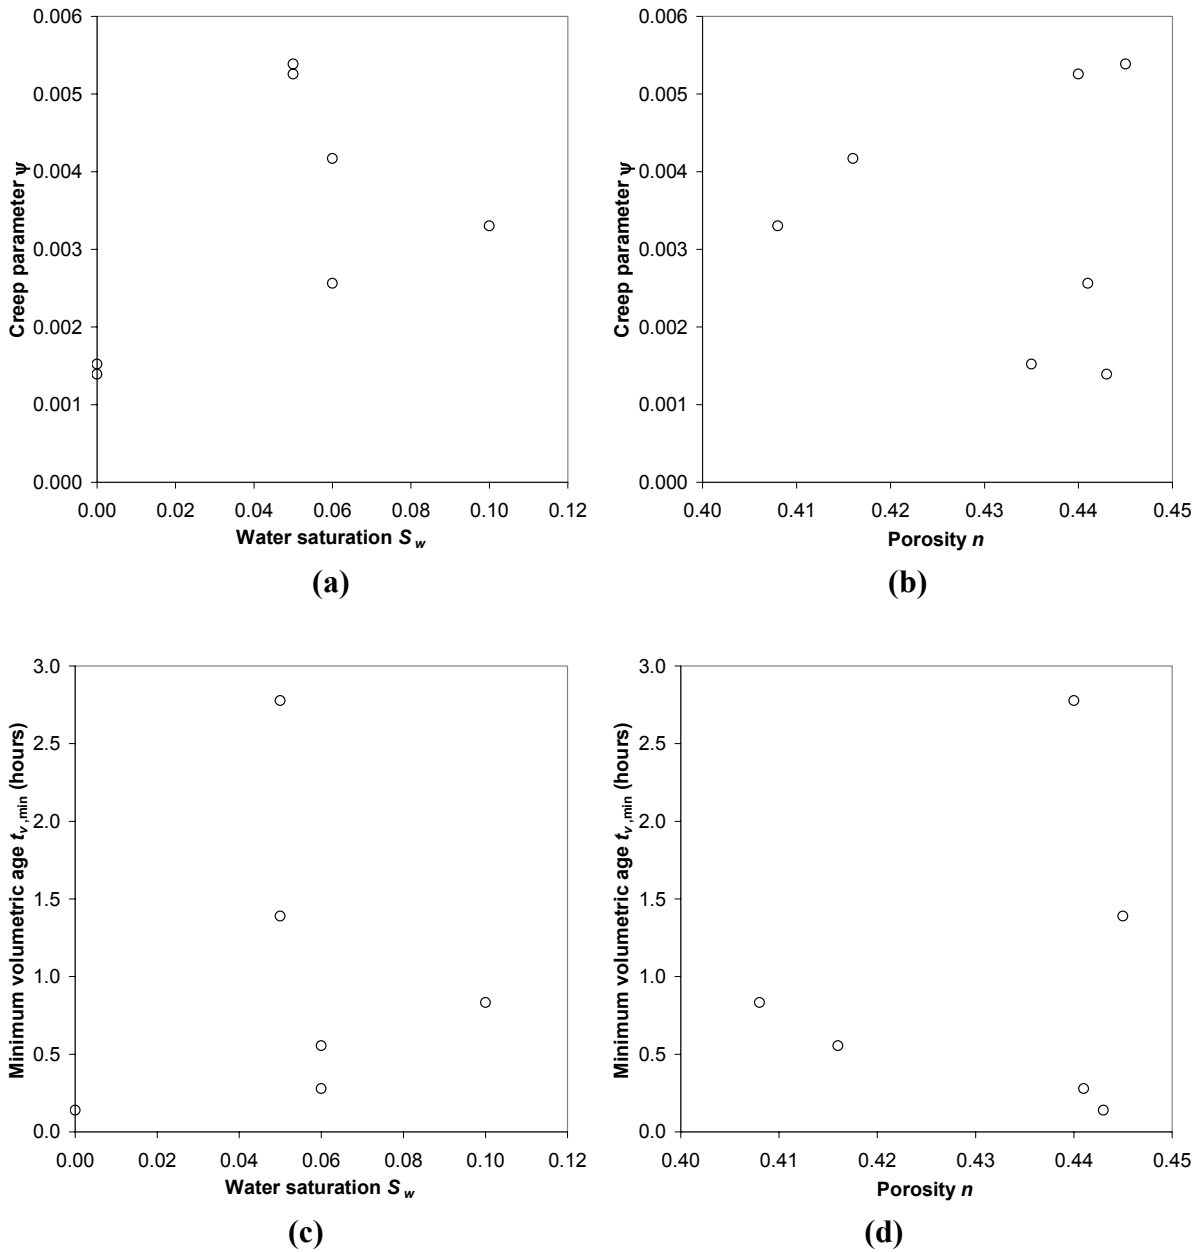 0.006
0.005
0.004
0.003
0.002
0.001
0.000
Creep parameter ψ
0.00 0.02 0.04 0.06 0.08 0.10 0.12
Water saturation S w
(a)
0.006
0.005
0.004
0.003
0.002
0.001
0.000
Creep parameter ψ
0.40 0.41 0.42 0.43 0.44 0.45
Porosity n
(b)
3.0
2.5
2.0
1.5
1.0
0.5
0.0
Minimum volumetric age t v,min (hours)
0.00 0.02 0.04 0.06 0.08 0.10 0.12
Water saturation S w
(c)
3.0
2.5
2.0
1.5
1.0
0.5
0.0
Minimum volumetric age t v,min (hours)
0.40 0.41 0.42 0.43 0.44 0.45
Porosity n
(d)